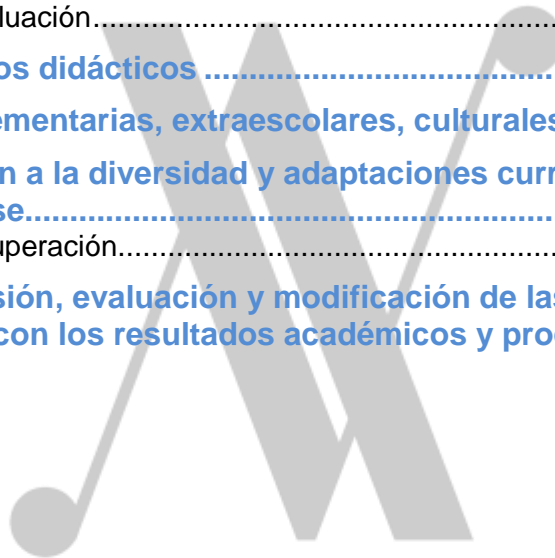 luación..................................................................
os didácticos ..................................................
ementarias, extraescolares, culturales
n a la diversidad y adaptaciones curr
se..............................................................................
uperación..............................................................
sión, evaluación y modificación de las
con los resultados académicos y pro